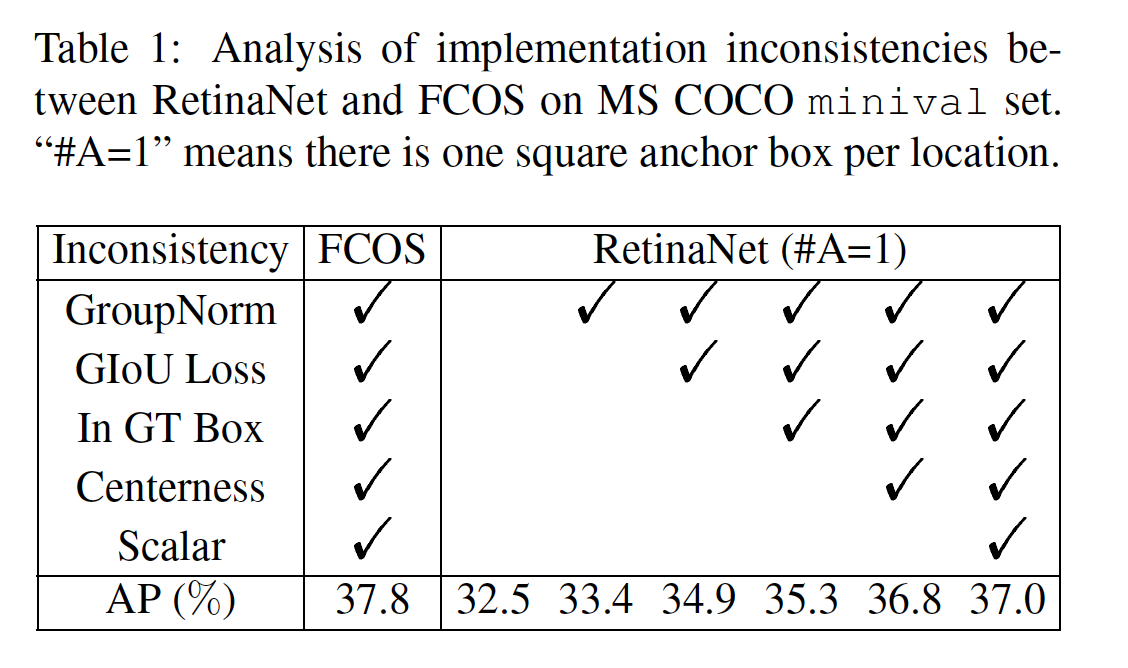 Table 1: Analysis of implementation inconsistencies be-
tween RetinaNet and FCOS on MS COCO minival set.
“#A=1” means there is one square anchor box per location.
Inconsistency FCOS RetinaNet (#A=1)
GroupNorm ✓ ✓ ✓ ✓ ✓ ✓
GIoU Loss ✓ ✓ ✓ ✓ ✓
In GT Box ✓ ✓ ✓ ✓
Centerness ✓ ✓ ✓
Scalar ✓ ✓
AP (%) 37.8 32.5 33.4 34.9 35.3 36.8 37.0